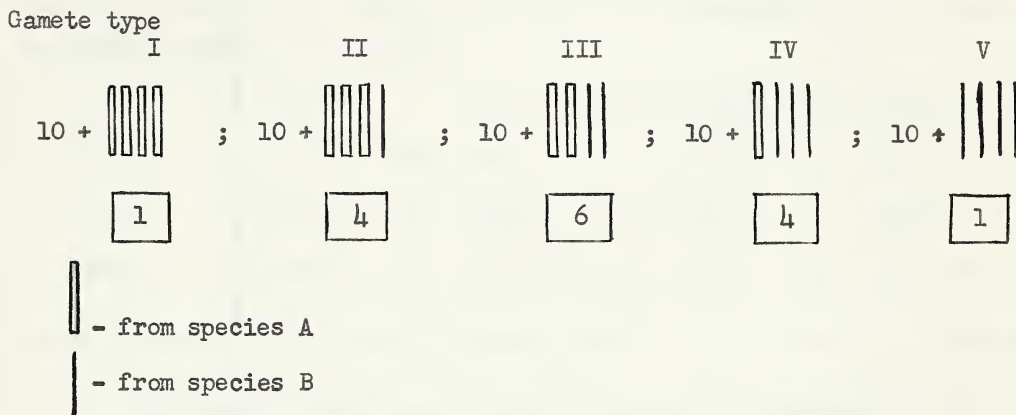 Gamete type
I II III IV V
10 + ; 10 + ; 10 + ; 10 + ; 10 +
1 4 6 4 1
- from species A
- from species B